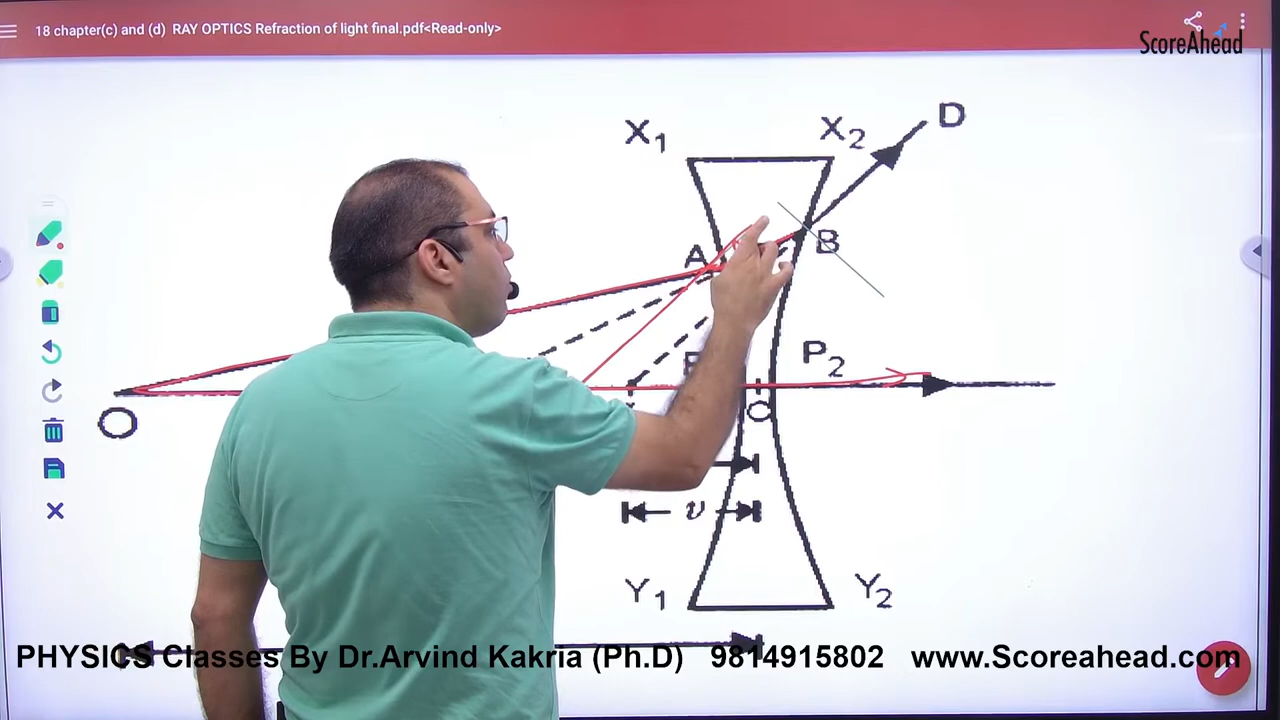 18 chapter(c) and (d) RAY OPTICS Refraction of light final.pdf<Read-only>
ScoreAhead
X1
X2
D
A
B
P2
O
C
v
Y1
Y2
PHYSICS Classes By Dr.Arvind Kakria (Ph.D) 9814915802 www.Scoreahead.com